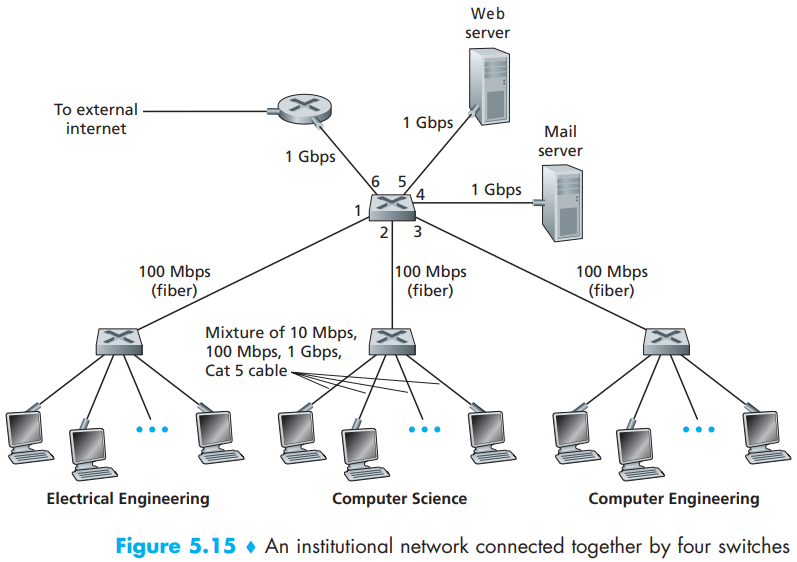 Web
server
To external
internet
1 Gbps
Mail
server
1 Gbps
1 Gbps
6 5
4
1
2 3
100 Mbps
(fiber)
100 Mbps
(fiber)
100 Mbps
(fiber)
Mixture of 10 Mbps,
100 Mbps, 1 Gbps,
Cat 5 cable
Electrical Engineering
Computer Science
Computer Engineering
Figure 5.15 ♦ An institutional network connected together by four switches